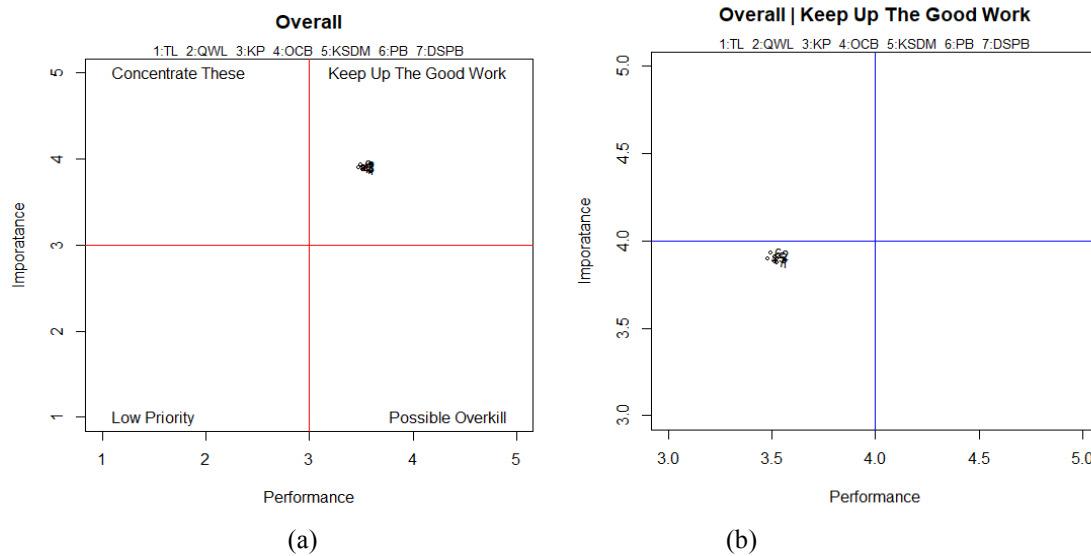 Overall
1:TL 2:QWL 3:KP 4:OCB 5:KSDM 6:PB 7:DSPB
Concentrate These
Keep Up The Good Work
5
4
3
2
1
Imporatance
Low Priority
Possible Overkill
1 2 3 4 5
Performance
(a)
Overall | Keep Up The Good Work
1:TL 2:QWL 3:KP 4:OCB 5:KSDM 6:PB 7:DSPB
5.0
4.5
4.0
3.5
3.0
Imporatance
3.0 3.5 4.0 4.5 5.0
Performance
(b)